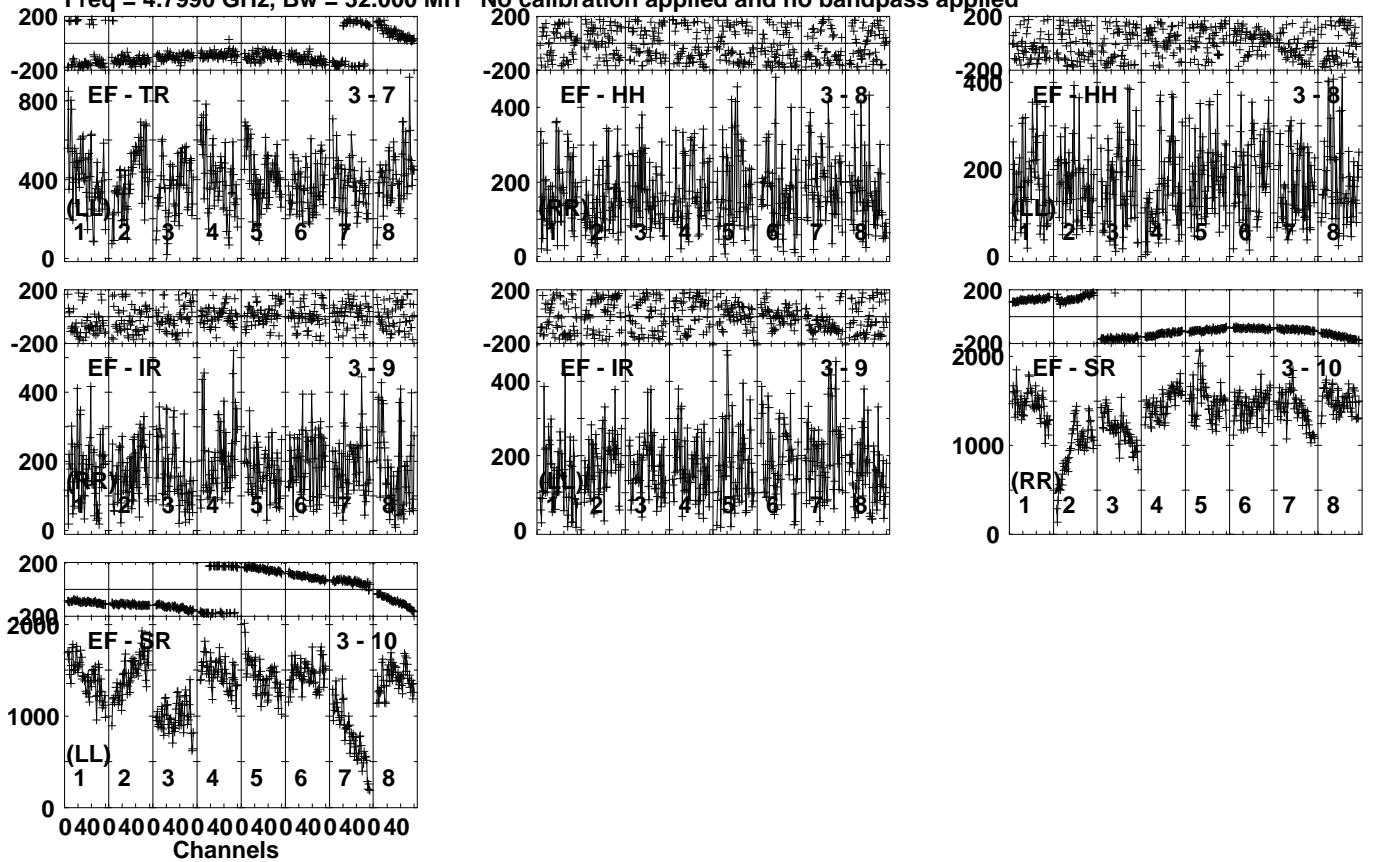 Freq = 4.7990 GHz, Bw = 32.000 MH No calibration applied and no bandpass applied
200
-200
EF - TR 3 - 7
800
400
0
(LL)
1 2 3 4 5 6 7 8
200
-200
EF - HH 3 - 8
400
200
0
(RR)
1 2 3 4 5 6 7 8
200
-200
400
EF - HH 3 - 8
200
0
(LL)
1 2 3 4 5 6 7 8
200
-200
EF - IR 3 - 9
400
200
0
(RR)
1 2 3 4 5 6 7 8
200
-200
EF - IR 3 - 9
400
200
0
(LL)
1 2 3 4 5 6 7 8
200
-200
2000
EF - SR 3 - 10
1000
0
(RR)
1 2 3 4 5 6 7 8
200
-200
2000
EF - SR 3 - 10
1000
0
(LL)
1 2 3 4 5 6 7 8
0 40 0 40 0 40 0 40 0 40 0 40 0 40 0 40
Channels